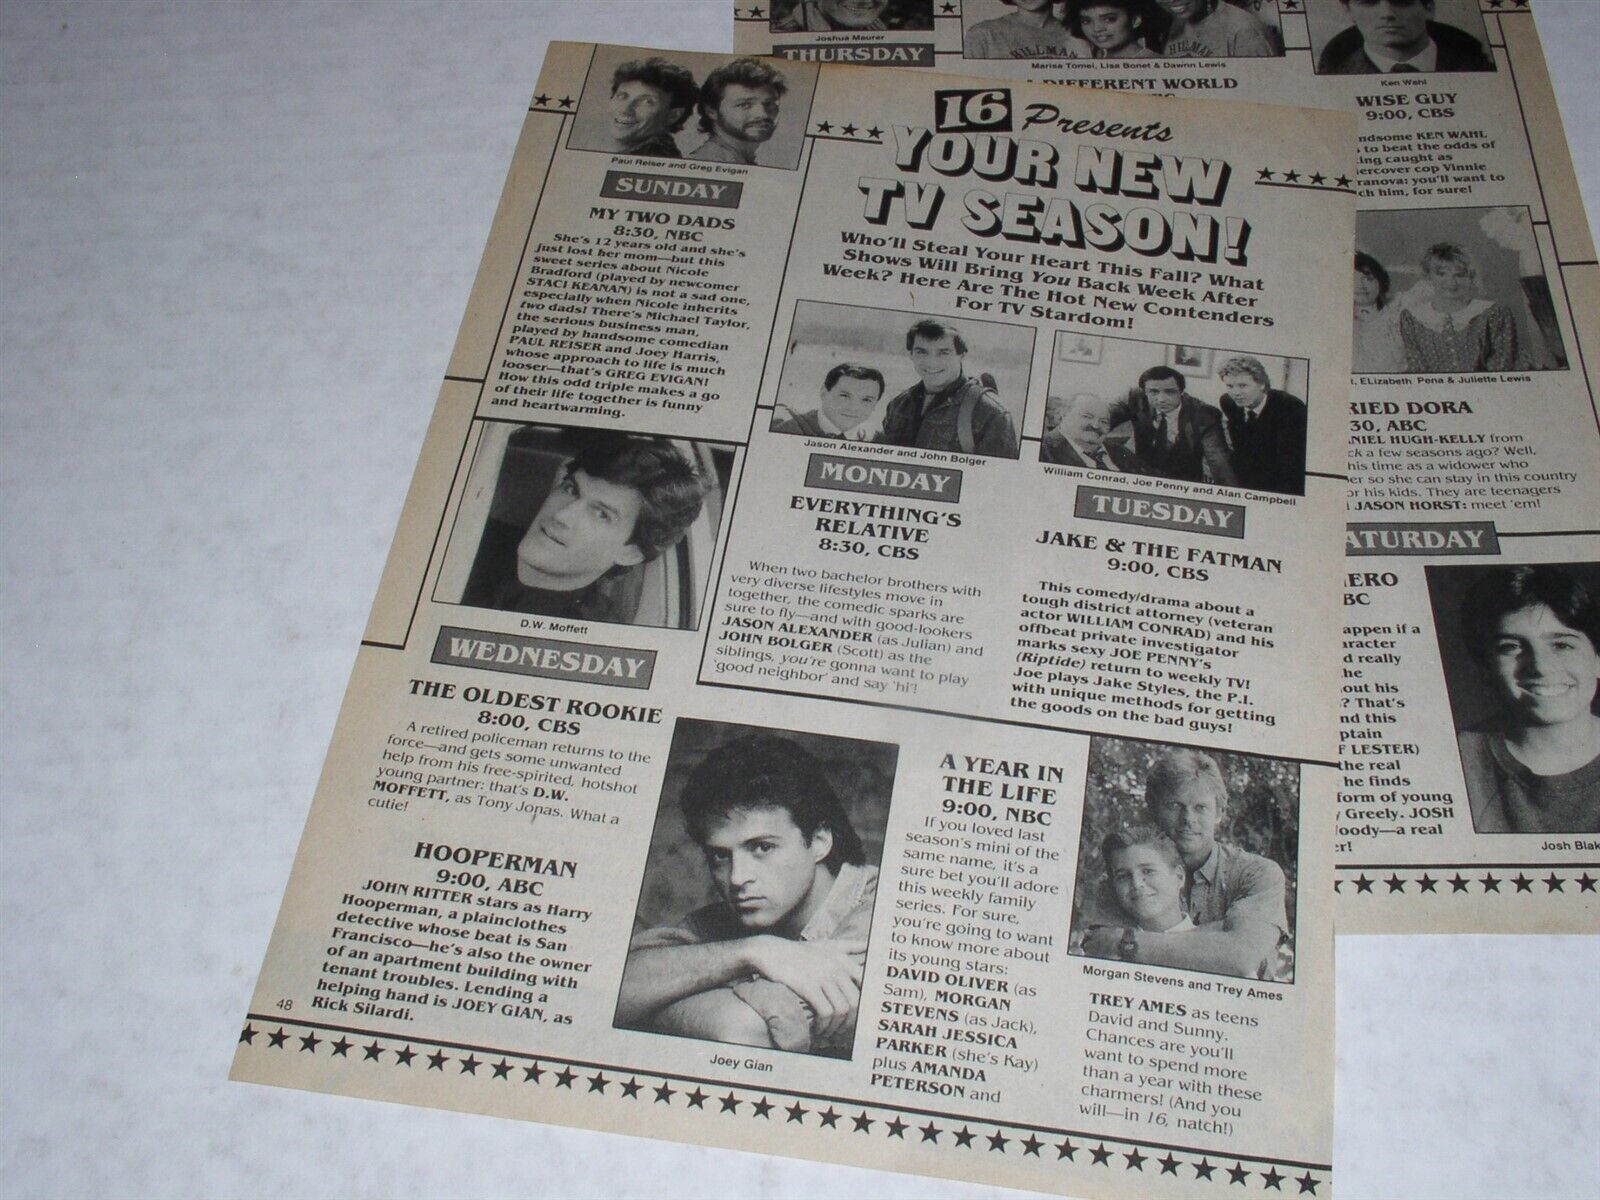 16 Presents
YOUR NEW
TV SEASON!
Who'll Steal Your Heart This Fall? What
Shows Will Bring You Back Week After
Week? Here Are The Hot New Contenders
For TV Stardom!
Paul Reiser and Greg Evigan
SUNDAY
MY TWO DADS
8:30, NBC
She's 12 years old and she's
just lost her mom—but this
sweet series about Nicole
Bradford (played by newcomer
STACI KEANAN) is not a sad one,
especially when Nicole inherits
two dads! There's Michael Taylor,
the serious business man,
played by handsome comedian
PAUL REISER and Joey Harris,
whose approach to life is much
looser—that's GREG EVIGAN!
How this odd triple makes a go
of their life together is funny
and heartwarming.
Jason Alexander and John Bolger
MONDAY
EVERYTHING'S
RELATIVE
8:30, CBS
When two bachelor brothers with
very diverse lifestyles move in
together, the comedic sparks are
sure to fly—and with good-lookers
JASON ALEXANDER (as Julian) and
JOHN BOLGER (Scott) as the
siblings, you're gonna want to play
'good neighbor' and say 'hi'!
William Conrad, Joe Penny and Alan Campbell
TUESDAY
JAKE & THE FATMAN
9:00, CBS
This comedy/drama about a
tough district attorney (veteran
actor WILLIAM CONRAD) and his
offbeat private investigator
marks sexy JOE PENNY'S
(Riptide) return to weekly TV!
Joe plays Jake Styles, the P.I.
with unique methods for getting
the goods on the bad guys!
D.W. Moffett
WEDNESDAY
THE OLDEST ROOKIE
8:00, CBS
A retired policeman returns to the
force—and gets some unwanted
help from his free-spirited, hotshot
young partner: that's D.W.
MOFFETT, as Tony Jonas. What a
cutie!
HOOPERMAN
9:00, ABC
JOHN RITTER stars as Harry
Hooperman, a plainclothes
detective whose beat is San
Francisco—he's also the owner
of an apartment building with
tenant troubles. Lending a
helping hand is JOEY GIAN, as
Rick Silardi.
48
Joey Gian
A YEAR IN
THE LIFE
9:00, NBC
If you loved last
season's mini of the
same name, it's a
sure bet you'll adore
this weekly family
series. For sure,
you're going to want
to know more about
its young stars:
DAVID OLIVER (as
Sam), MORGAN
STEVENS (as Jack),
SARAH JESSICA
PARKER (she's Kay)
plus AMANDA
PETERSON and
Morgan Stevens and Trey Ames
TREY AMES as teens
David and Sunny.
Chances are you'll
want to spend more
than a year with these
charmers! (And you
will—in 16, natch!)
Joshua Maurer
THURSDAY
HILLMAN
HILLMAN
Marisa Tomei, Lisa Bonet & Dawnn Lewis
DIFFERENT WORLD
Ken Wahl
WISE GUY
9:00, CBS
KEN WAHL
to beat the odds of
caught as
cop Vinnie
you'll want to
him, for sure!
ELizabeth Pena & Juliette Lewis
DORA
ABC
HUGH-KELLY from
a few seasons ago? Well,
his time as a widower who
so she can stay in this country
his kids. They are teenagers
JASON HORST: meet 'em!
if a
really
his
That's
this
LESTER)
the real
he finds
form of young
Greely. JOSH
a real
Josh